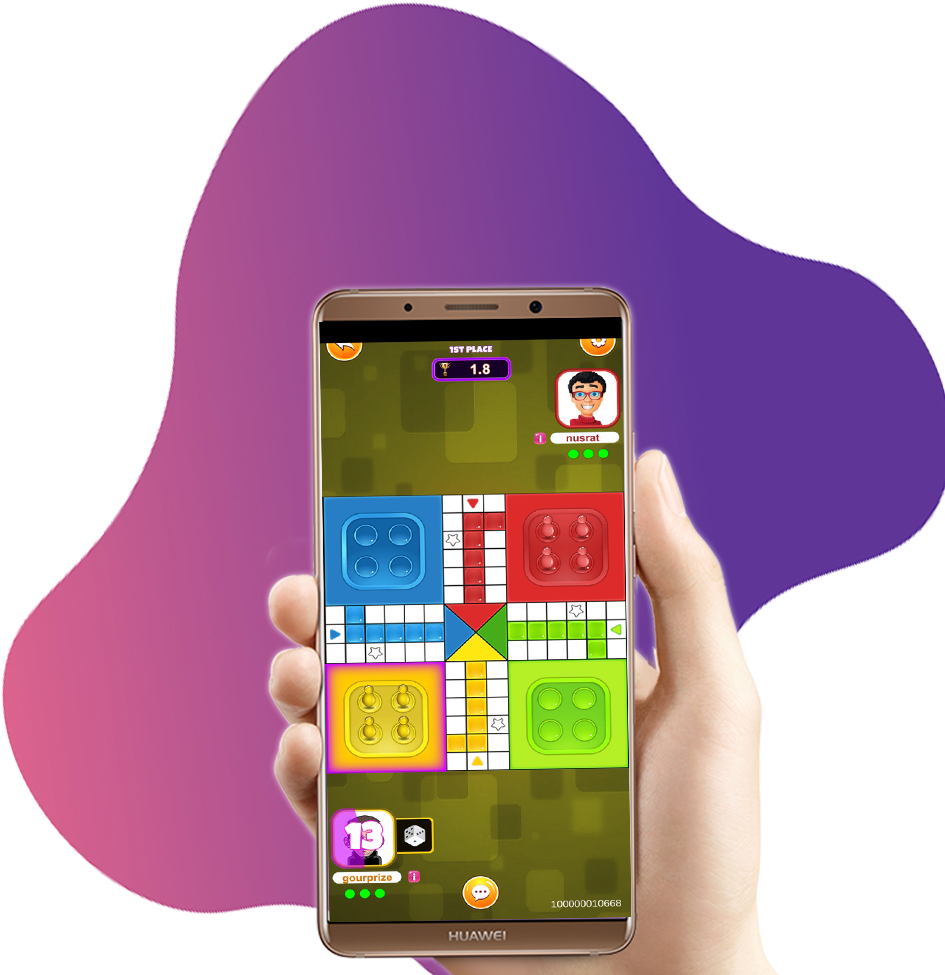 1ST PLACE
1.8
i nusrat
13
gourprize i
100000010668
HUAWEI